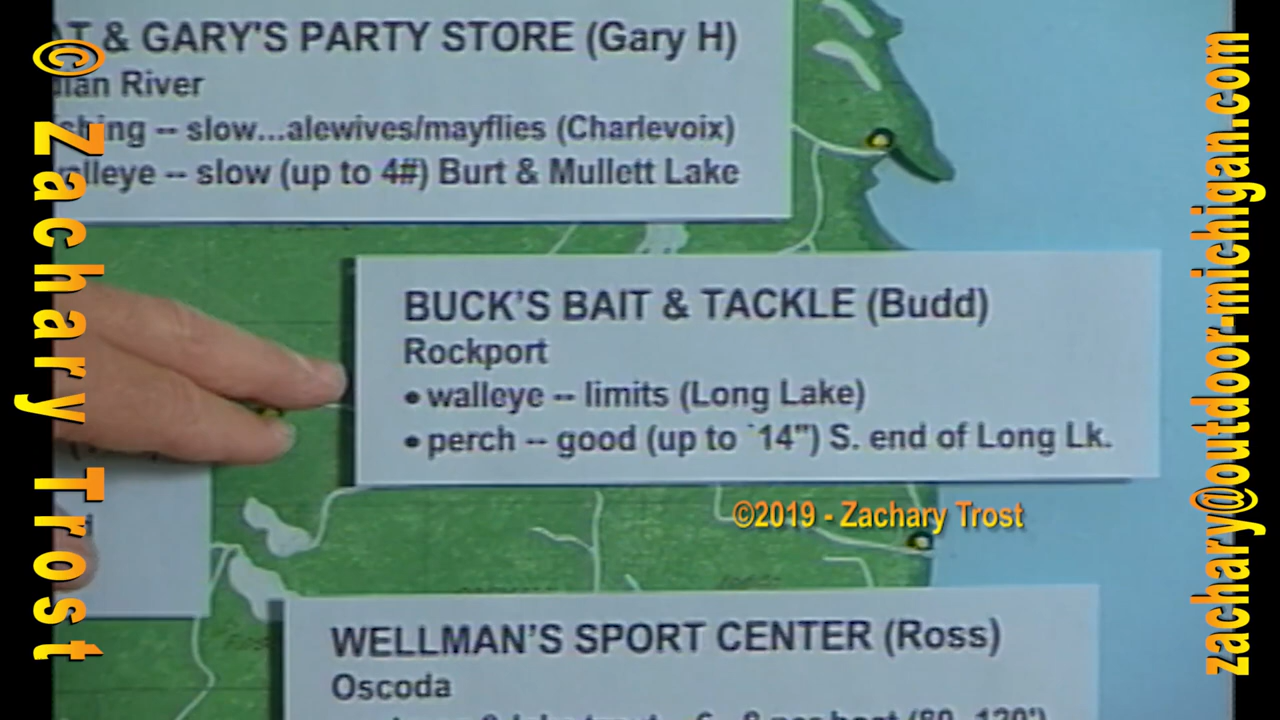 & GARY'S PARTY STORE (Gary H)
River
-- slow...alewives/mayflies (Charlevoix)
-- slow (up to 4#) Burt & Mullett Lake
BUCK'S BAIT & TACKLE (Budd)
Rockport
• walleye -- limits (Long Lake)
• perch -- good (up to 14") S. end of Long Lk.
©2019 - Zachary Trost
WELLMAN'S SPORT CENTER (Ross)
Oscoda
© Zachary Trost
zachary@outdoor-michigan.com